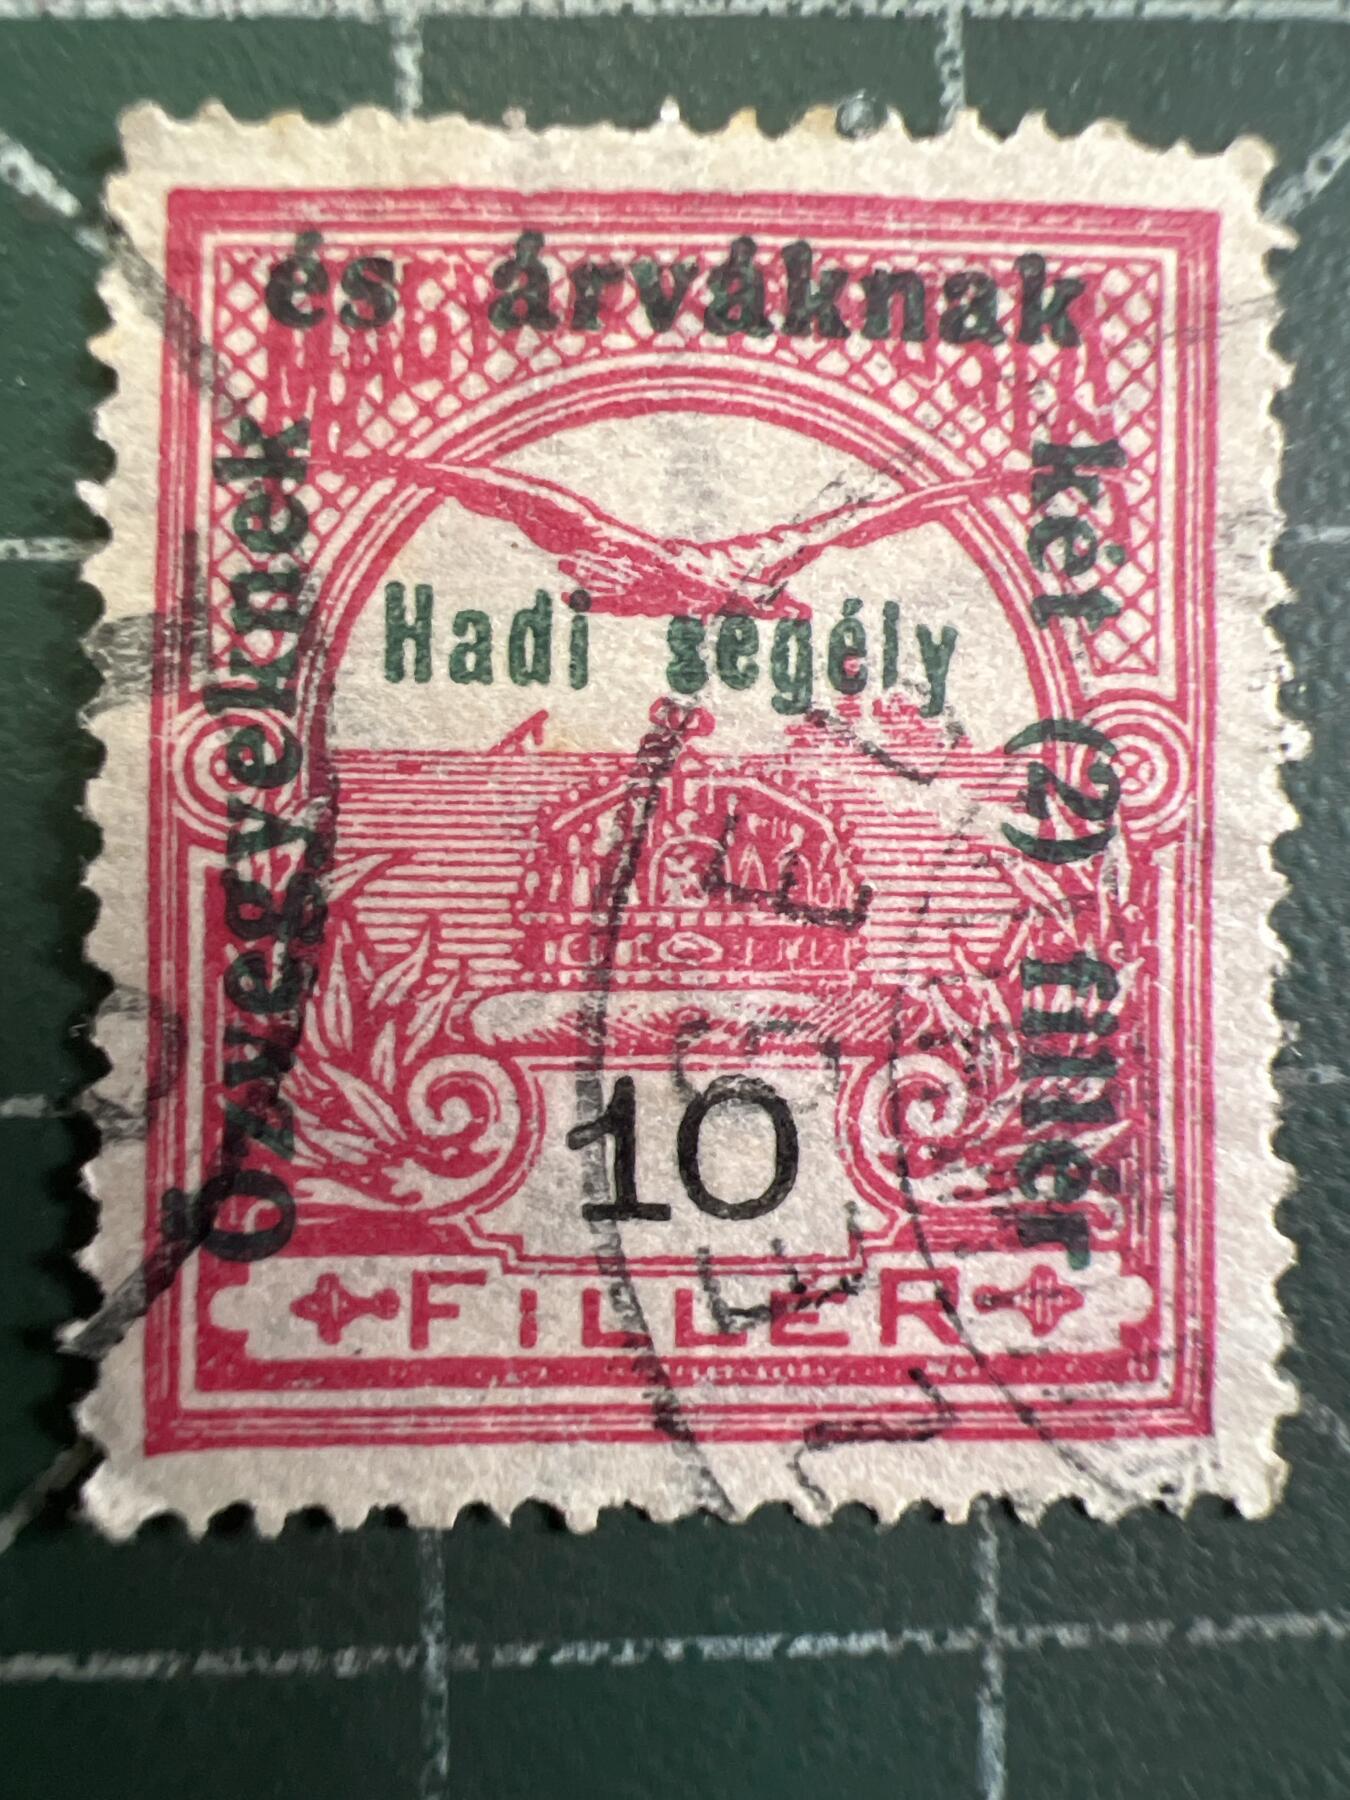 Özvegyeknek
és árváknak
két (2) fillér
Hadi segély
10
FILLÉR